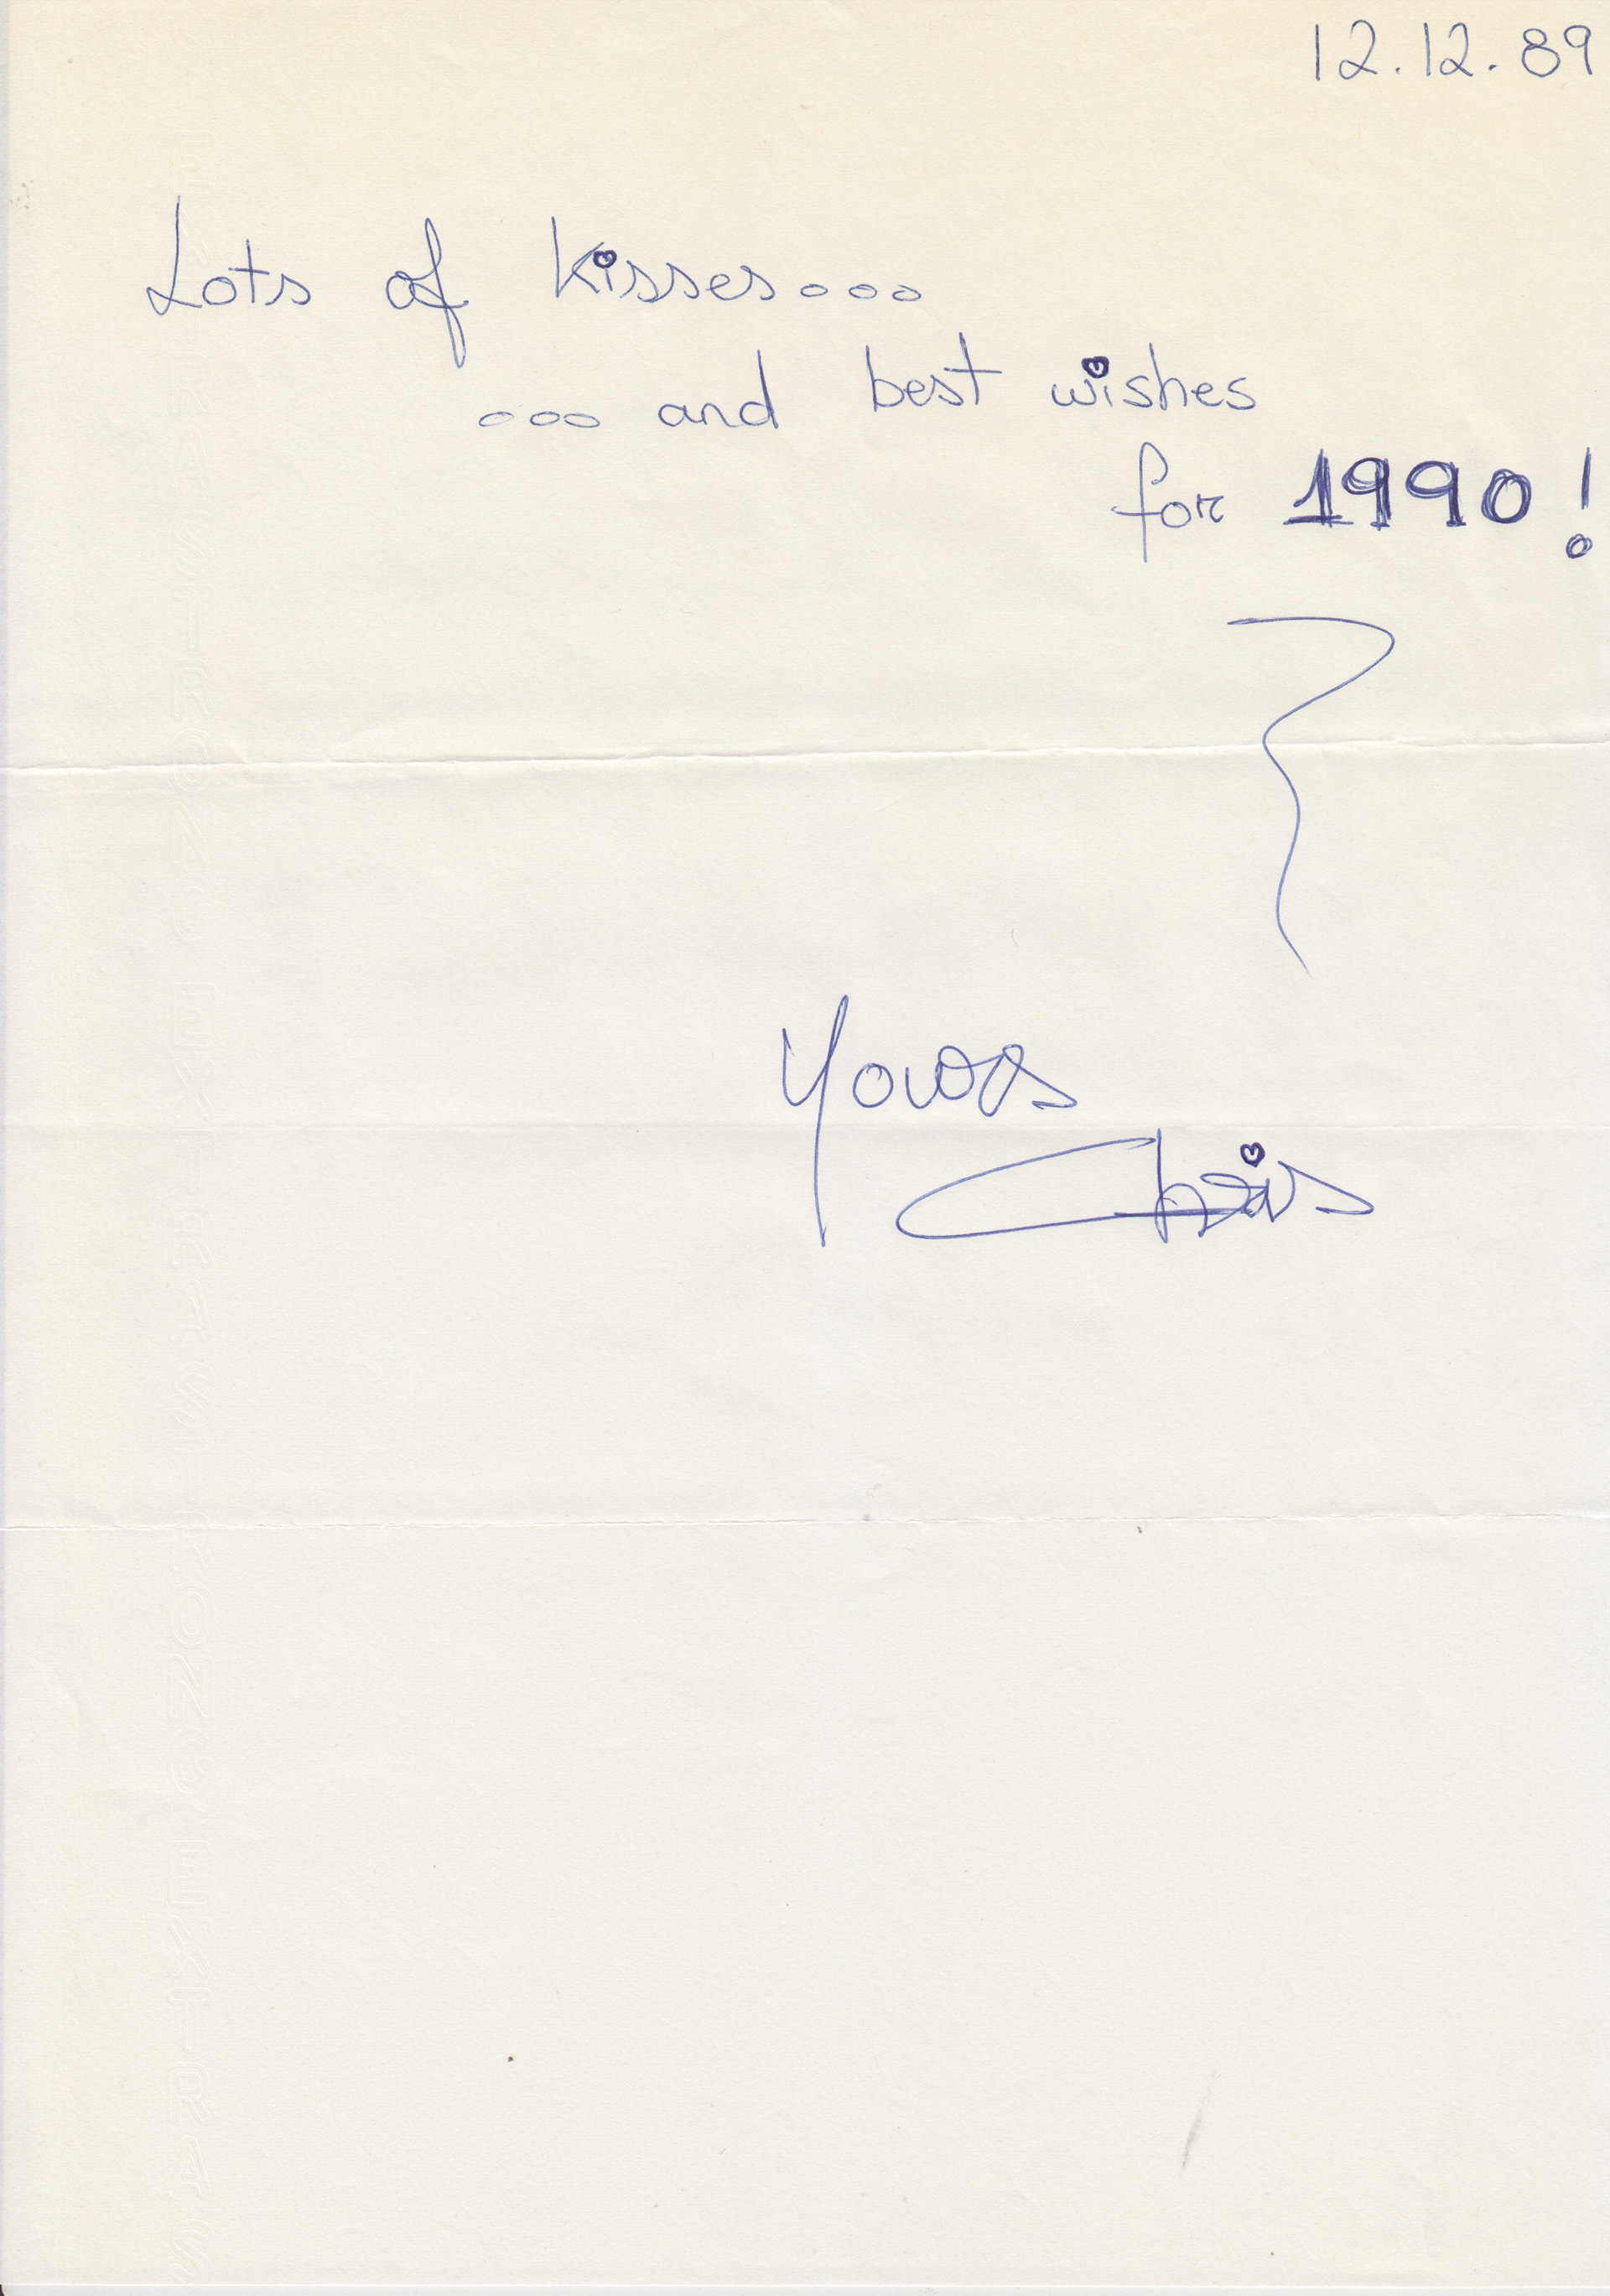 12.12.89
Lots of kisses...
... and best wishes
for 1990!
Yours
Chris